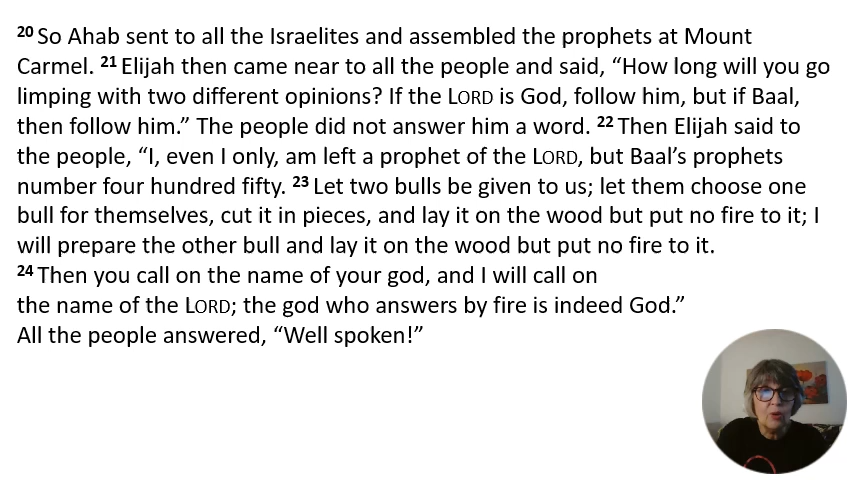 20 So Ahab sent to all the Israelites and assembled the prophets at Mount
Carmel. 21 Elijah then came near to all the people and said, “How long will you go
limping with two different opinions? If the LORD is God, follow him, but if Baal,
then follow him.” The people did not answer him a word. 22 Then Elijah said to
the people, “I, even I only, am left a prophet of the LORD, but Baal’s prophets
number four hundred fifty. 23 Let two bulls be given to us; let them choose one
bull for themselves, cut it in pieces, and lay it on the wood but put no fire to it; I
will prepare the other bull and lay it on the wood but put no fire to it.
24 Then you call on the name of your god, and I will call on
the name of the LORD; the god who answers by fire is indeed God.”
All the people answered, “Well spoken!”